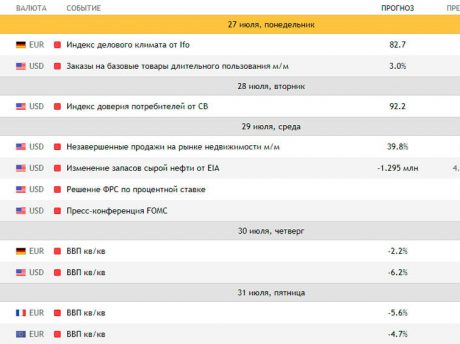 ВАЛЮТА СОБЫТИЕ ПРОГНОЗ ПРЕ
27 июля, понедельник
EUR Индекс делового климата от Ifo 82.7
USD Заказы на базовые товары длительного пользования м/м 3.0%
28 июля, вторник
USD Индекс доверия потребителей от CB 92.2
29 июля, среда
USD Незавершенные продажи на рынке недвижимости м/м 39.8%
USD Изменение запасов сырой нефти от EIA -1.295 млн 4.
USD Решение ФРС по процентной ставке
USD Пресс-конференция FOMC
30 июля, четверг
EUR ВВП кв/кв -2.2%
USD ВВП кв/кв -6.2%
31 июля, пятница
EUR ВВП кв/кв -5.6%
EUR ВВП кв/кв -4.7%